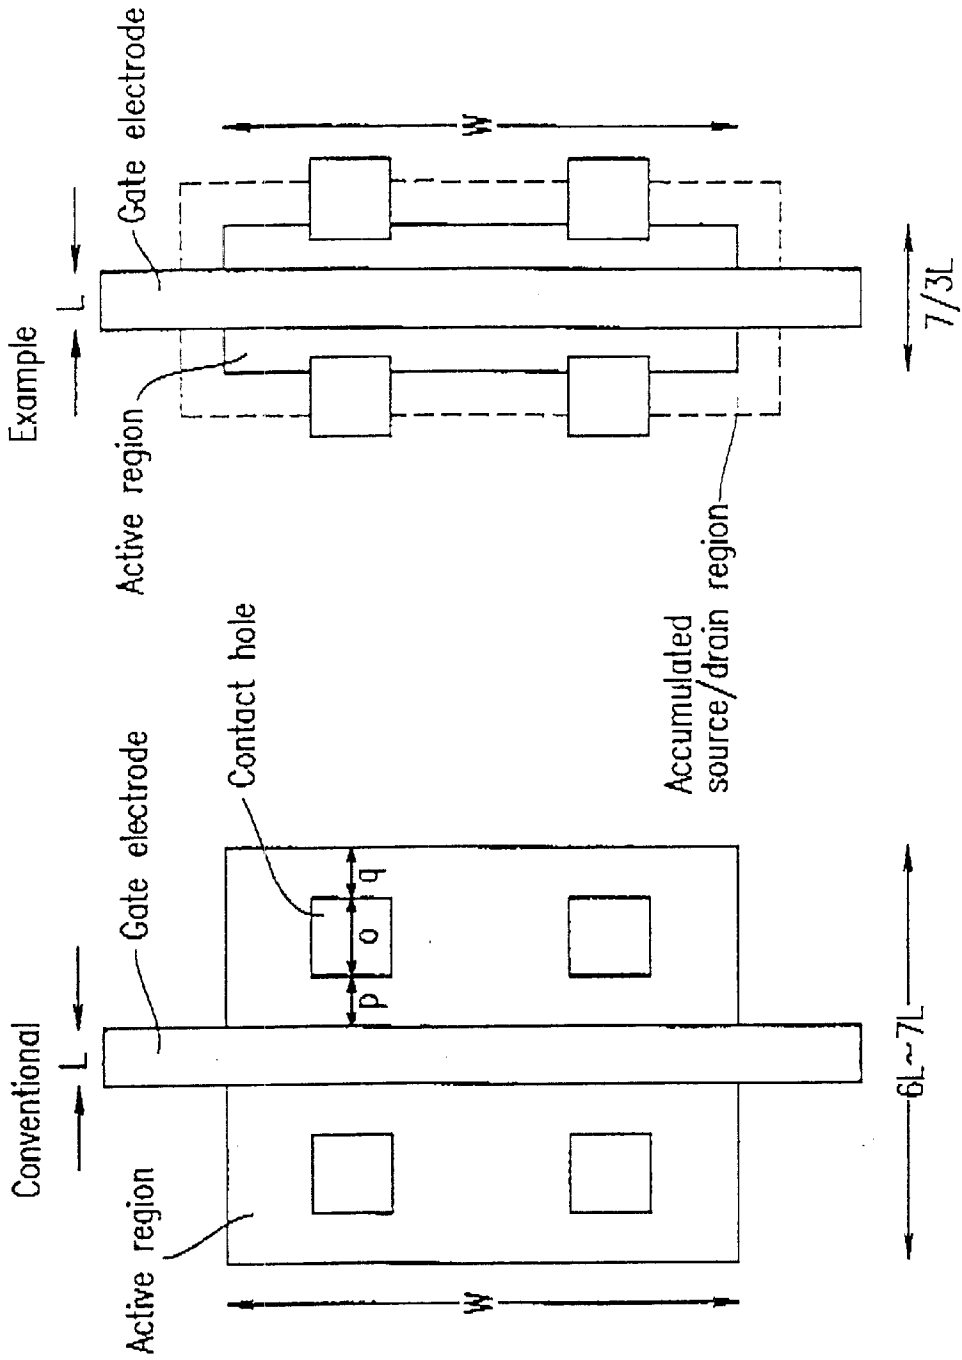 Conventional
L
Gate electrode
Contact hole
Active region
W
p
o
q
6L~7L
Example
L
Gate electrode
Active region
W
Accumulated
source/drain region
7/3L